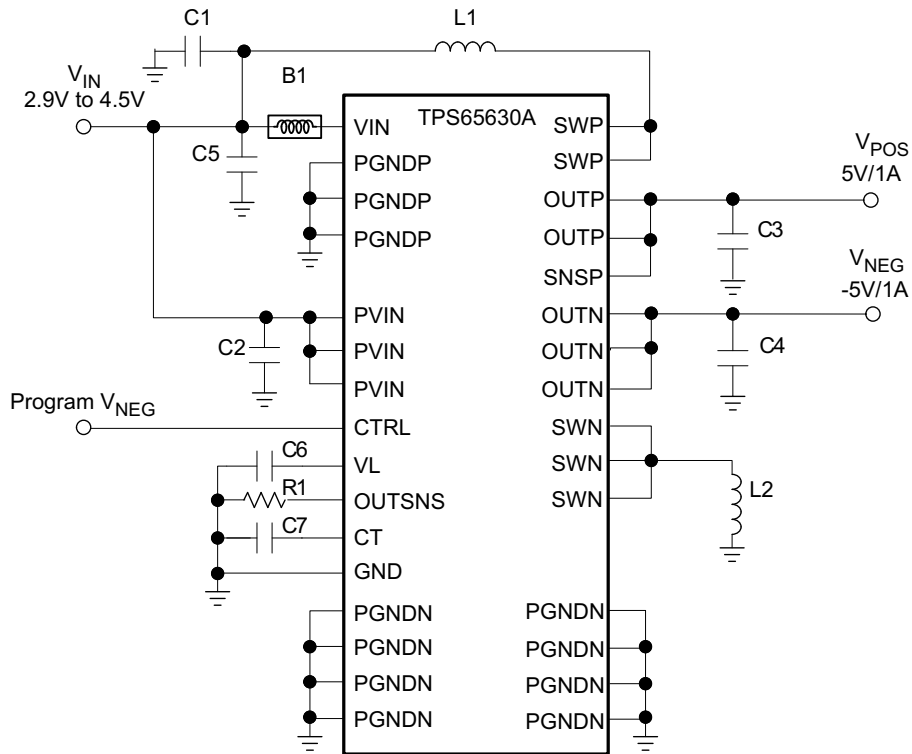 C1
L1
V_IN
2.9V to 4.5V
B1
TPS65630A
VIN
SWP
C5
PGNDP
SWP
V_POS
5V/1A
PGNDP
OUTP
PGNDP
OUTP
C3
SNSP
V_NEG
-5V/1A
PVIN
OUTN
C2
PVIN
OUTN
C4
PVIN
OUTN
Program V_NEG
CTRL
SWN
C6
VL
SWN
R1
OUTSNS
SWN
L2
C7
CT
GND
PGNDN
PGNDN
PGNDN
PGNDN
PGNDN
PGNDN
PGNDN
PGNDN